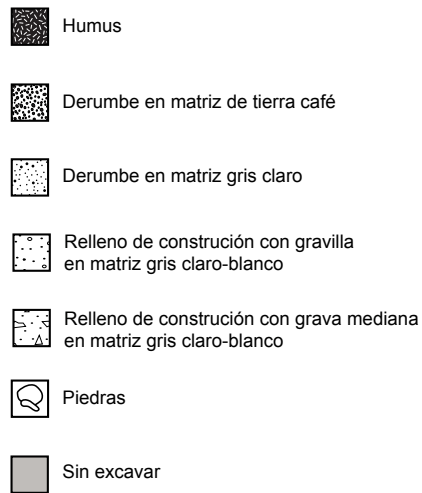 Humus
Derumbe en matriz de tierra café
Derumbe en matriz gris claro
Relleno de construción con gravilla
en matriz gris claro-blanco
Relleno de construción con grava mediana
en matriz gris claro-blanco
Piedras
Sin excavar